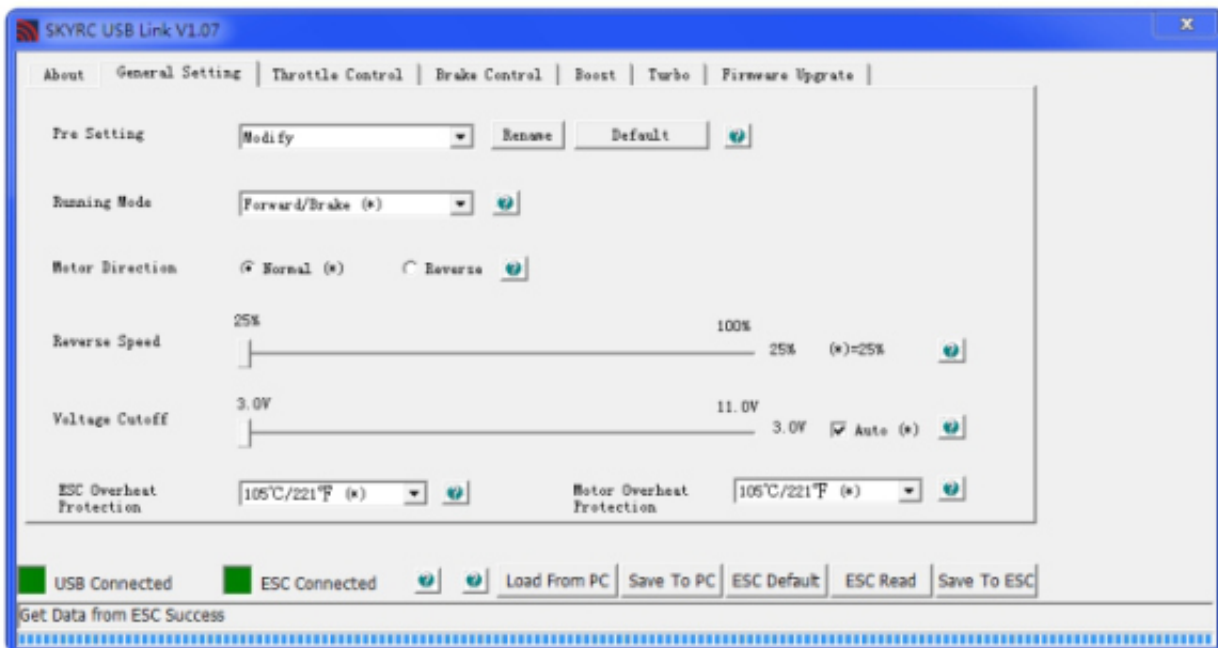 SKYRC USB Link V1.07
About General Setting Throttle Control Brake Control Boost Turbo Firmware Upgrate
Pre Setting Modify Rename Default
Running Mode Forward/Brake (*)
Motor Direction Normal (*) Reverse
25% 100%
Reverse Speed 25% (*)=25%
3.0V 11.0V
Voltage Cutoff 3.0V Auto (*)
ESC Overheat 105℃/221℉ (*) Motor Overheat 105℃/221℉ (*)
Protection Protection
USB Connected ESC Connected Load From PC Save To PC ESC Default ESC Read Save To ESC
Get Data from ESC Success